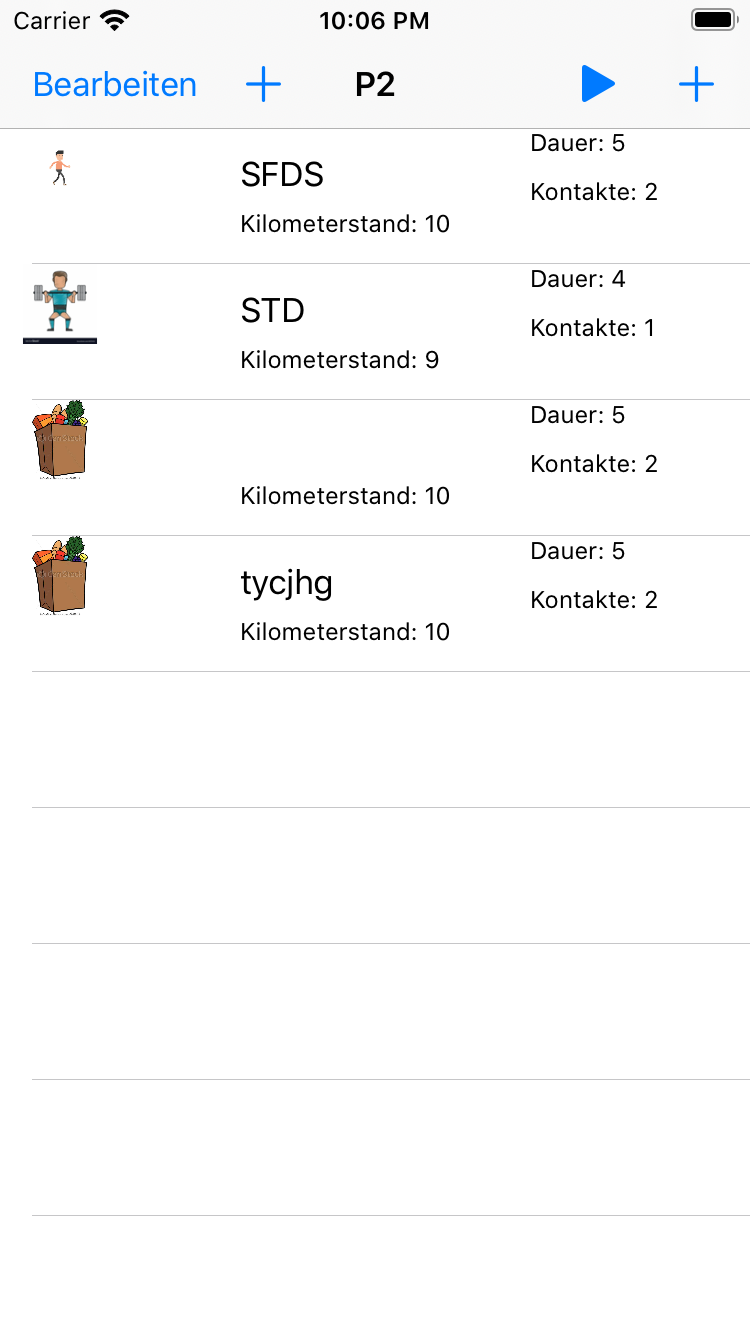 Carrier 10:06 PM
Bearbeiten P2
SFDS
Kilometerstand: 10
Dauer: 5
Kontakte: 2
STD
Kilometerstand: 9
Dauer: 4
Kontakte: 1
Kilometerstand: 10
Dauer: 5
Kontakte: 2
tycjhg
Kilometerstand: 10
Dauer: 5
Kontakte: 2